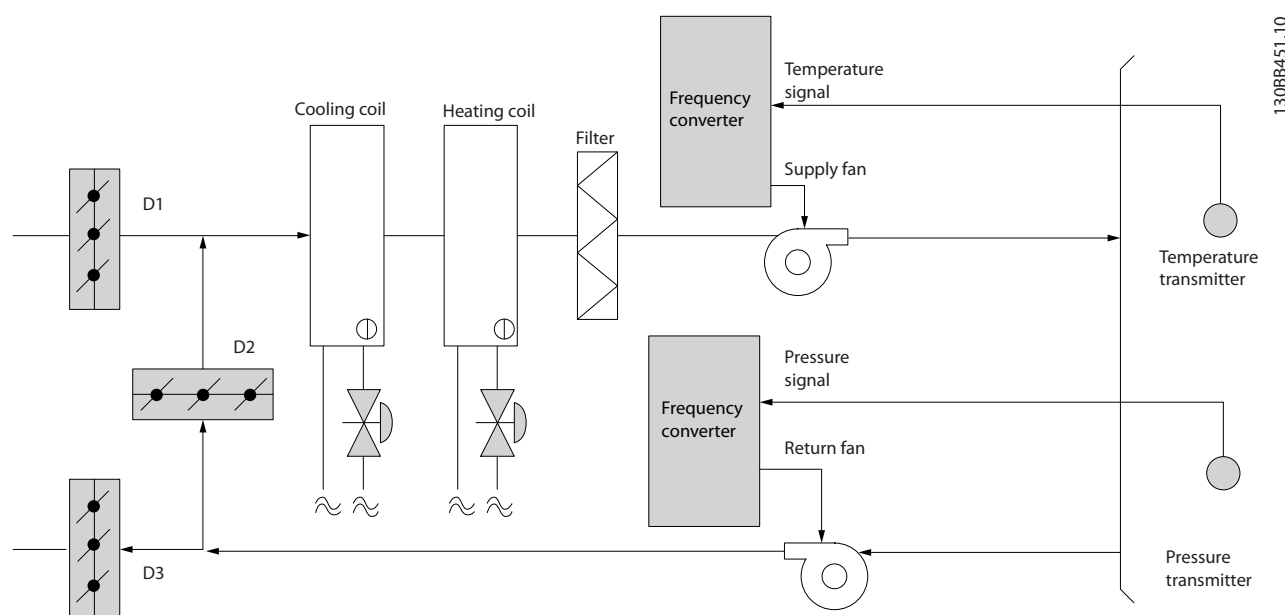 130BB451.10
Temperature
signal
Frequency
converter
Cooling coil
Heating coil
Filter
Supply fan
D1
Temperature
transmitter
D2
Pressure
signal
Frequency
converter
Return fan
D3
Pressure
transmitter